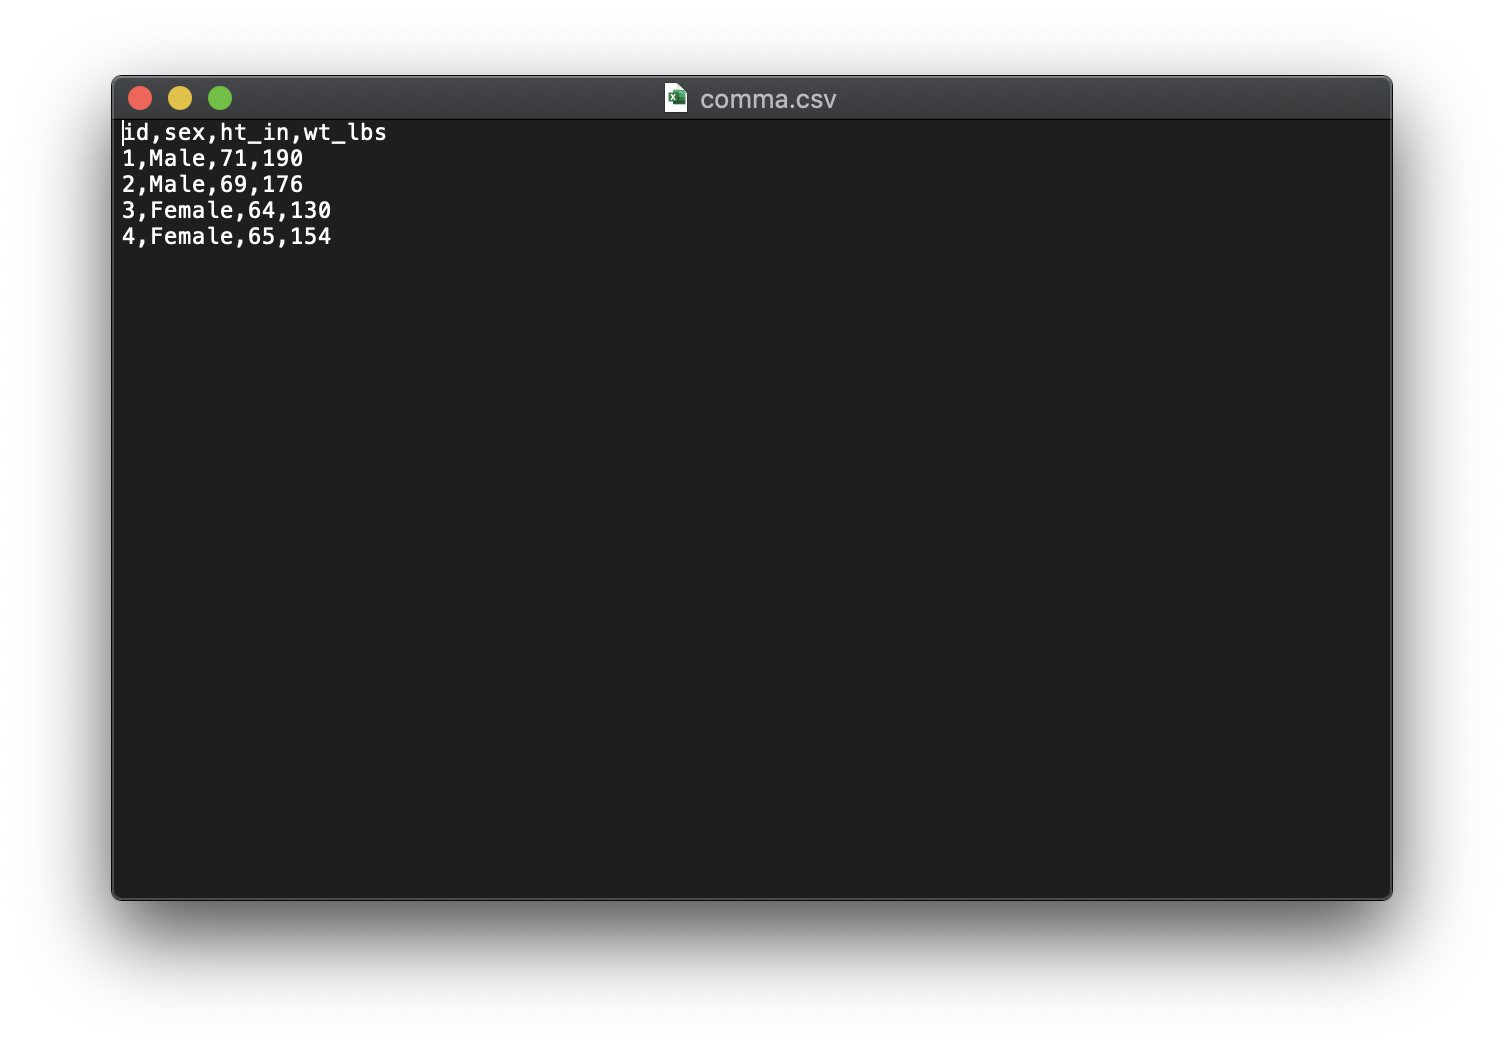 comma.csv
id,sex,ht_in,wt_lbs
1,Male,71,190
2,Male,69,176
3,Female,64,130
4,Female,65,154